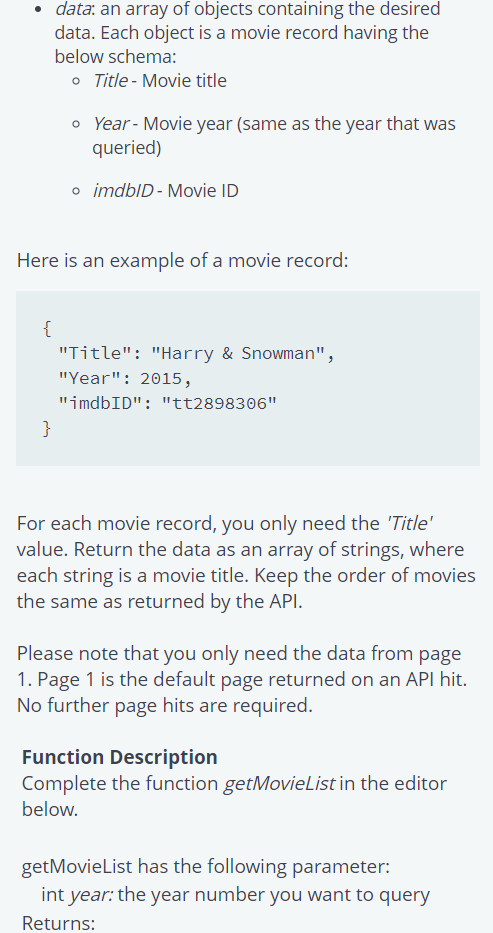 • data: an array of objects containing the desired
data. Each object is a movie record having the
below schema:
○ Title - Movie title
○ Year - Movie year (same as the year that was
queried)
○ imdbID - Movie ID
Here is an example of a movie record:
{
"Title": "Harry & Snowman",
"Year": 2015,
"imdbID": "tt2898306"
}
For each movie record, you only need the 'Title'
value. Return the data as an array of strings, where
each string is a movie title. Keep the order of movies
the same as returned by the API.
Please note that you only need the data from page
1. Page 1 is the default page returned on an API hit.
No further page hits are required.
Function Description
Complete the function getMovieList in the editor
below.
getMovieList has the following parameter:
int year: the year number you want to query
Returns: